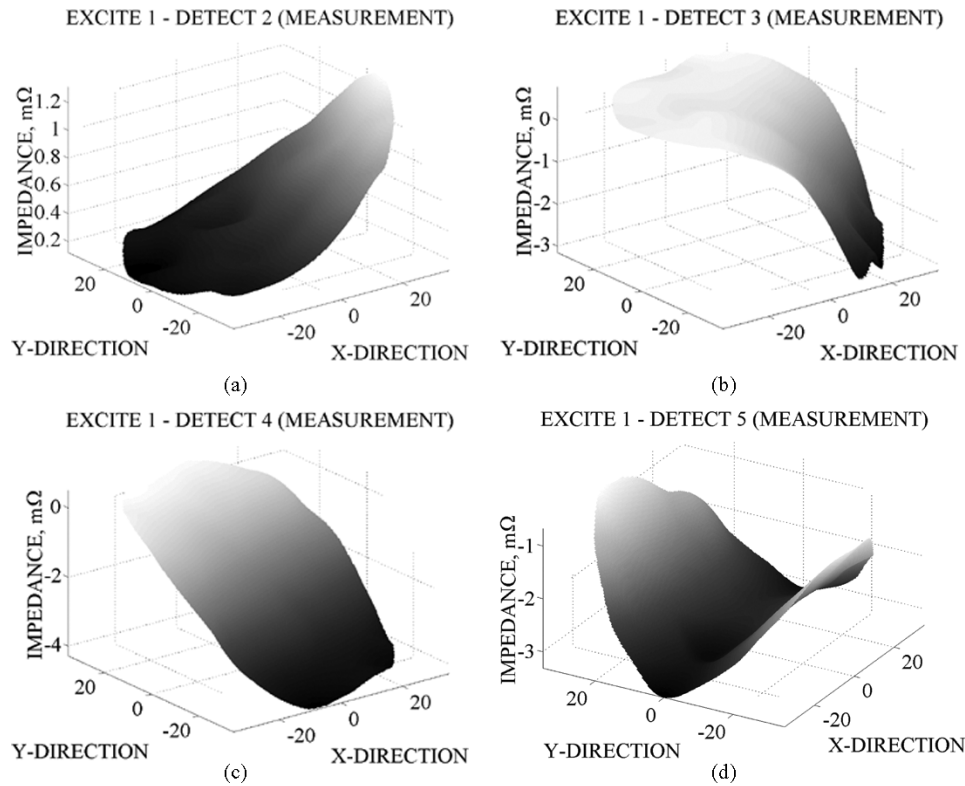 EXCITE 1 - DETECT 2 (MEASUREMENT)
IMPEDANCE, mΩ
1.2
1
0.8
0.6
0.4
0.2
20
0
-20
Y-DIRECTION
-20
0
20
X-DIRECTION
(a)
EXCITE 1 - DETECT 3 (MEASUREMENT)
IMPEDANCE, mΩ
0
-1
-2
-3
20
0
-20
Y-DIRECTION
-20
0
20
X-DIRECTION
(b)
EXCITE 1 - DETECT 4 (MEASUREMENT)
IMPEDANCE, mΩ
0
-2
-4
20
0
-20
Y-DIRECTION
-20
0
20
X-DIRECTION
(c)
EXCITE 1 - DETECT 5 (MEASUREMENT)
IMPEDANCE, mΩ
-1
-2
-3
20
0
-20
Y-DIRECTION
-20
0
20
X-DIRECTION
(d)